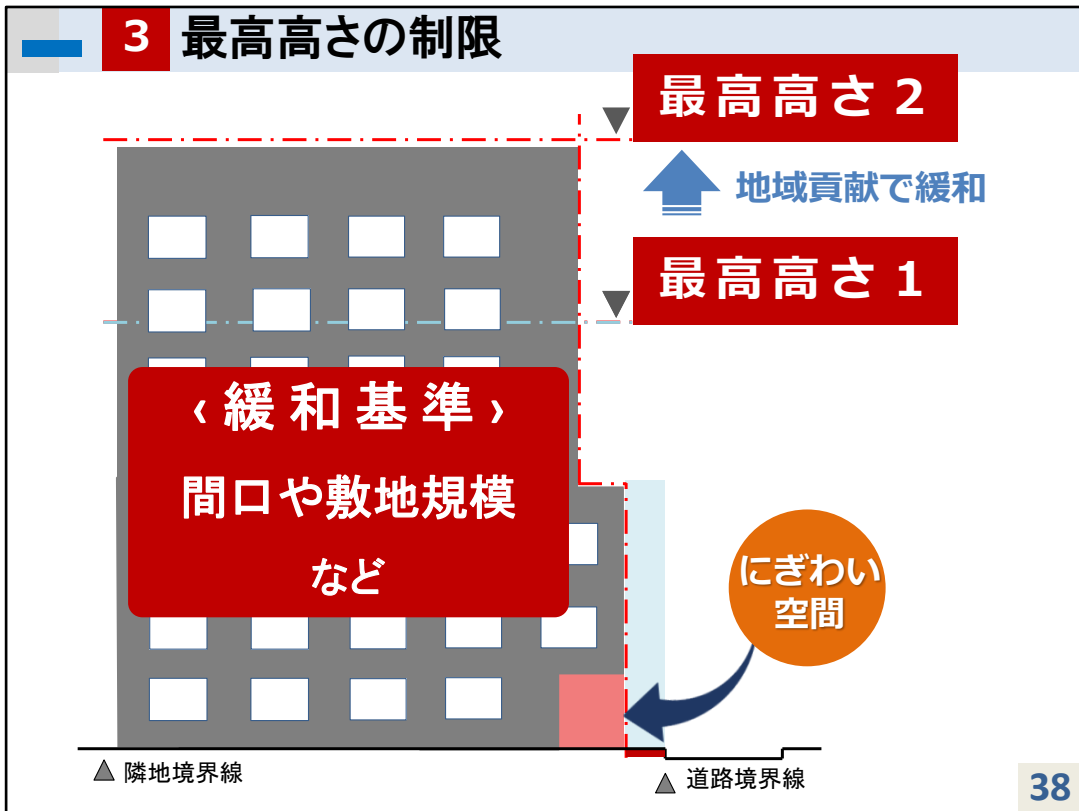 3 最高高さの制限
最高高さ2
地域貢献で緩和
最高高さ1
‹緩和基準›
間口や敷地規模
など
にぎわい
空間
隣地境界線
道路境界線
38